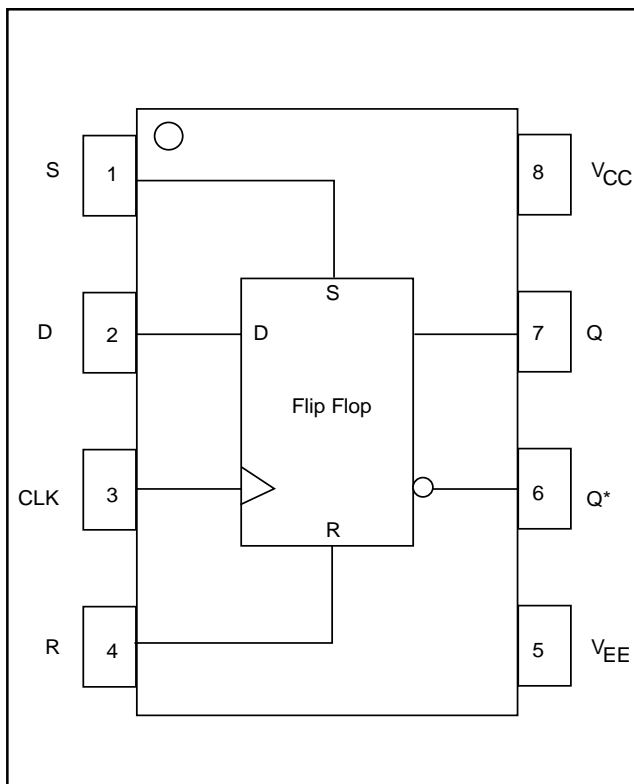 S 1 8 VCC
S
D 2 D 7 Q
Flip Flop
CLK 3 6 Q*
R
R 4 5 VEE